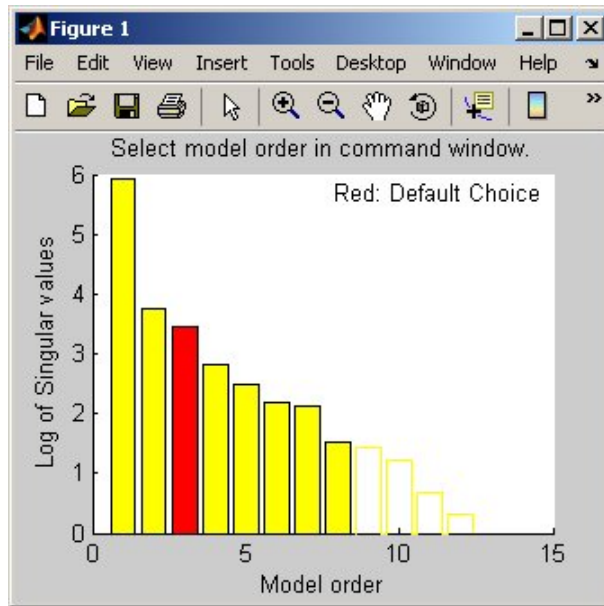 Figure 1
File Edit View Insert Tools Desktop Window Help
Select model order in command window.
Red: Default Choice
Log of Singular values
6
5
4
3
2
1
0
0 5 10 15
Model order